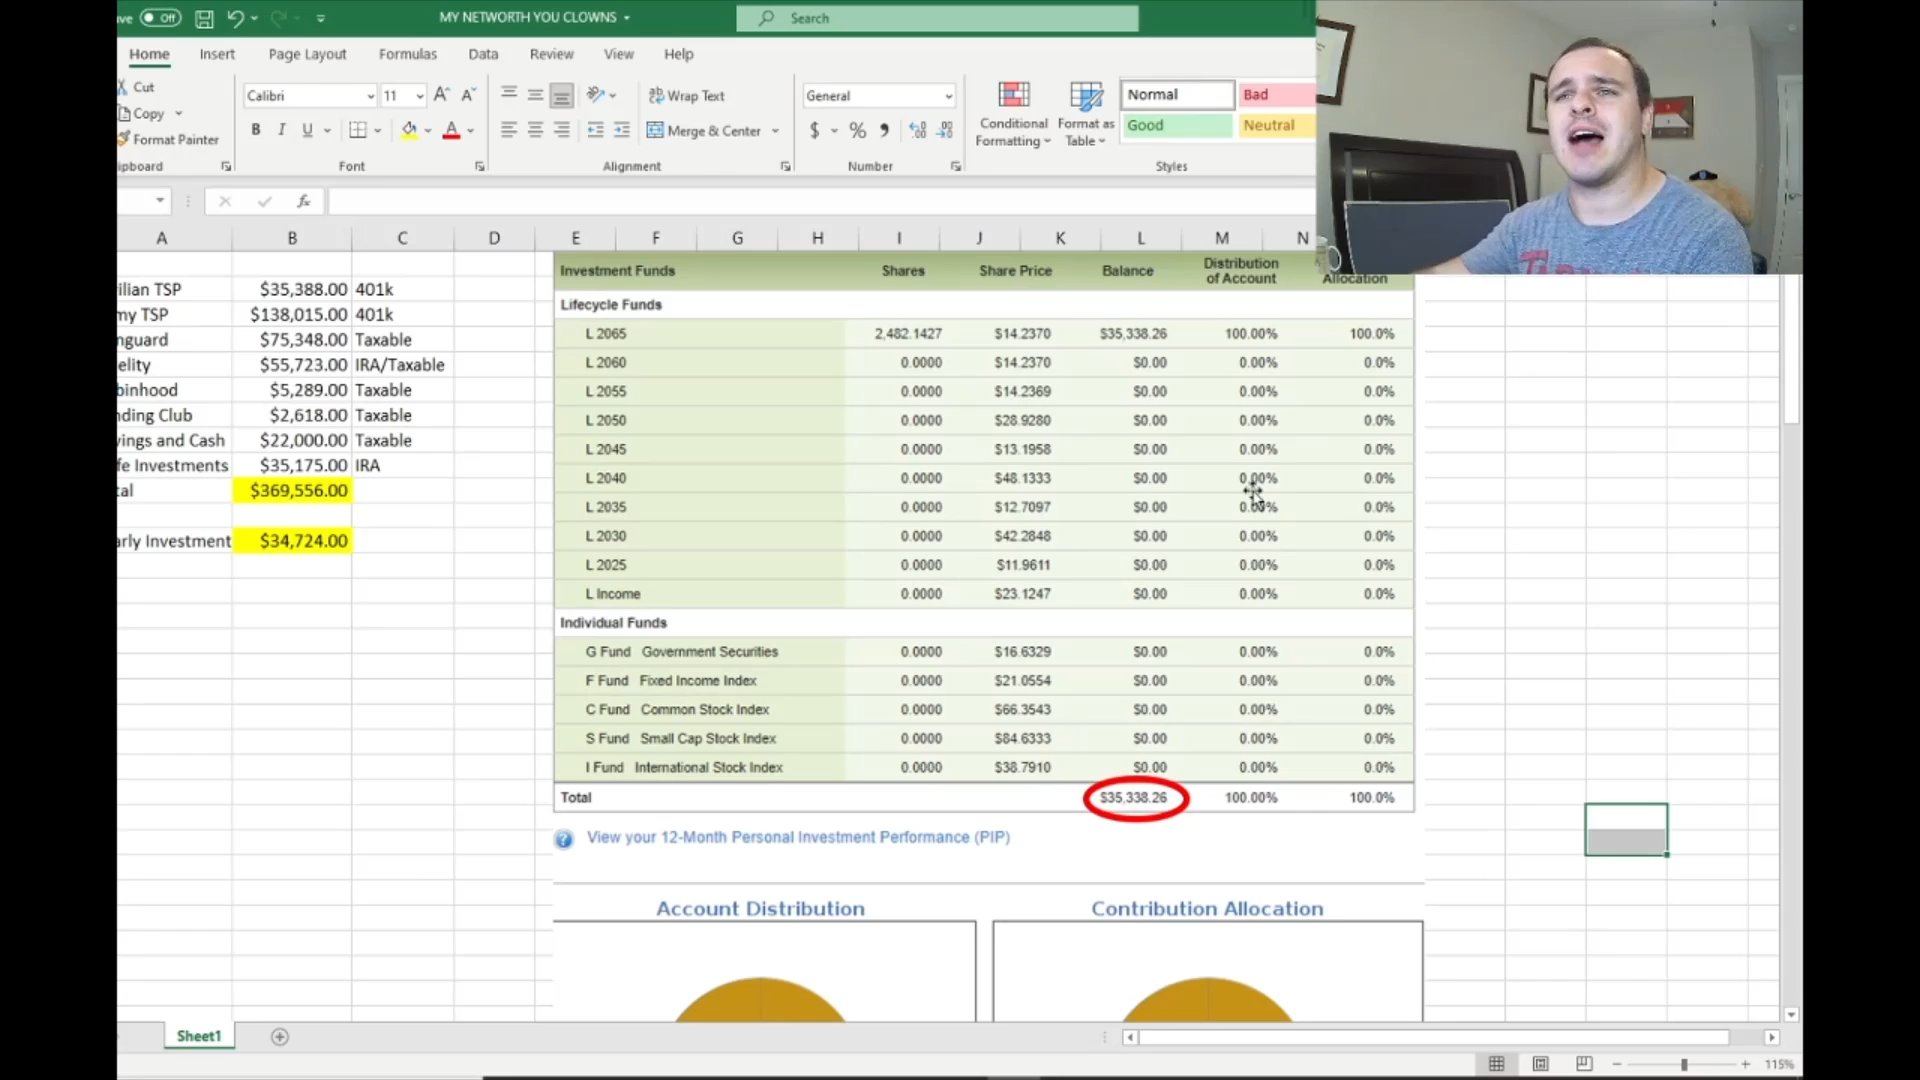 ve Off MY NETWORTH YOU CLOWNS Search
Home Insert Page Layout Formulas Data Review View Help
Cut
Copy
Format Painter
lipboard
Calibri 11
B I U
Font
Wrap Text
Merge & Center
Alignment
General
$ % 9
Number
Conditional Formatting
Format as Table
Normal Bad
Good Neutral
Styles
fx
A B C D E F G H I J K L M N
ilian TSP $35,388.00 401k
my TSP $138,015.00 401k
nguard $75,348.00 Taxable
elity $55,723.00 IRA/Taxable
binhood $5,289.00 Taxable
nding Club $2,618.00 Taxable
vings and Cash $22,000.00 Taxable
fe Investments $35,175.00 IRA
tal $369,556.00
arly Investment $34,724.00
Investment Funds Shares Share Price Balance Distribution of Account Allocation
Lifecycle Funds
L 2065 2,482.1427 $14.2370 $35,338.26 100.00% 100.0%
L 2060 0.0000 $14.2370 $0.00 0.00% 0.0%
L 2055 0.0000 $14.2369 $0.00 0.00% 0.0%
L 2050 0.0000 $28.9280 $0.00 0.00% 0.0%
L 2045 0.0000 $13.1958 $0.00 0.00% 0.0%
L 2040 0.0000 $48.1333 $0.00 0.00% 0.0%
L 2035 0.0000 $12.7097 $0.00 0.00% 0.0%
L 2030 0.0000 $42.2848 $0.00 0.00% 0.0%
L 2025 0.0000 $11.9611 $0.00 0.00% 0.0%
L Income 0.0000 $23.1247 $0.00 0.00% 0.0%
Individual Funds
G Fund Government Securities 0.0000 $16.6329 $0.00 0.00% 0.0%
F Fund Fixed Income Index 0.0000 $21.0554 $0.00 0.00% 0.0%
C Fund Common Stock Index 0.0000 $66.3543 $0.00 0.00% 0.0%
S Fund Small Cap Stock Index 0.0000 $84.6333 $0.00 0.00% 0.0%
I Fund International Stock Index 0.0000 $38.7910 $0.00 0.00% 0.0%
Total $35,338.26 100.00% 100.0%
? View your 12-Month Personal Investment Performance (PIP)
Account Distribution Contribution Allocation
Sheet1
115%